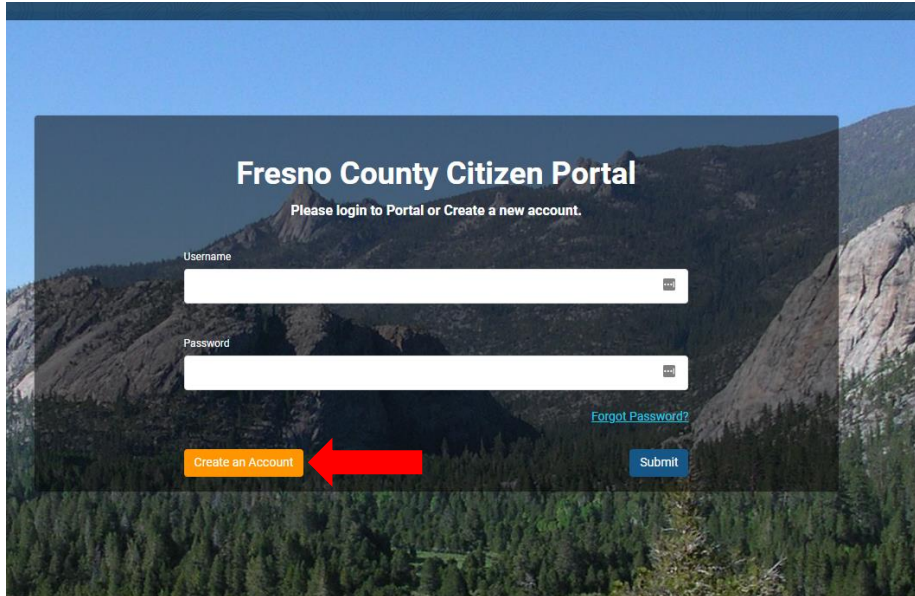 Fresno County Citizen Portal
Please login to Portal or Create a new account.
Username
Password
Forgot Password?
Create an Account
Submit